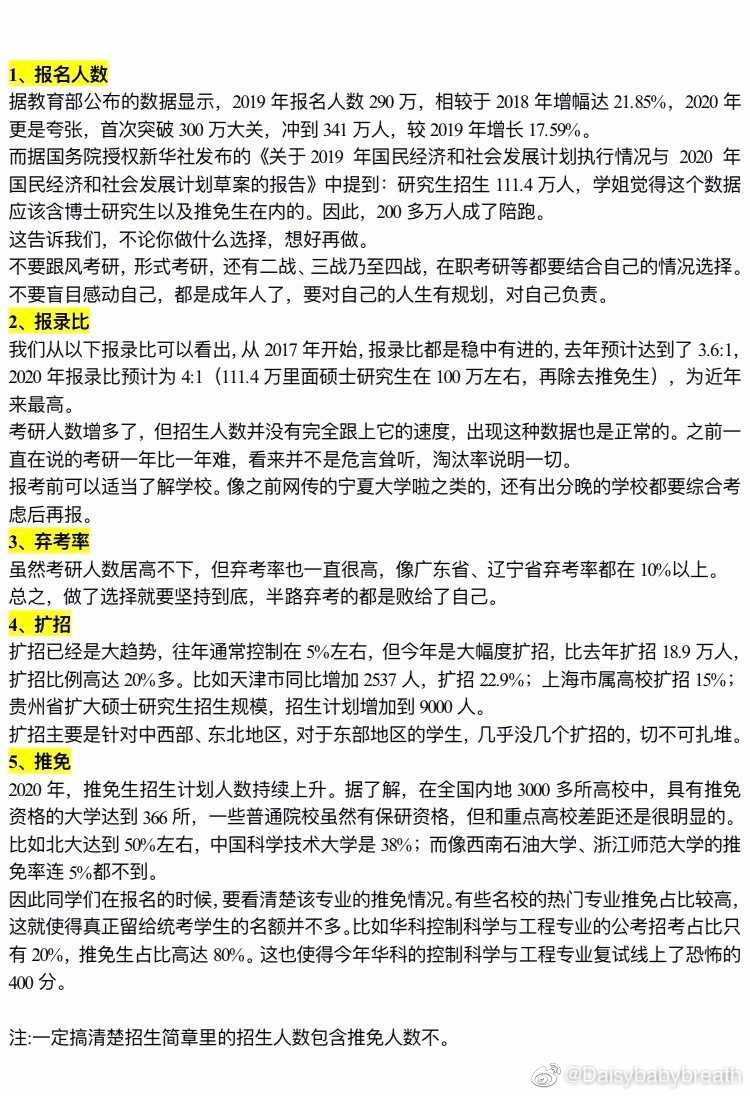 1、报名人数
据教育部公布的数据显示，2019 年报名人数 290 万，相较于 2018 年增幅达 21.85%，2020 年
更是夸张，首次突破 300 万大关，冲到 341 万人，较 2019 年增长 17.59%。
而据国务院授权新华社发布的《关于 2019 年国民经济和社会发展计划执行情况与 2020 年
国民经济和社会发展计划草案的报告》中提到：研究生招生 111.4 万人，学姐觉得这个数据
应该含博士研究生以及推免生在内的。因此，200 多万人成了陪跑。
这告诉我们，不论你做什么选择，想好再做。
不要跟风考研，形式考研，还有二战、三战乃至四战，在职考研等都要结合自己的情况选择。
不要盲目感动自己，都是成年人了，要对自己的人生有规划，对自己负责。
2、报录比
我们从以下报录比可以看出，从 2017 年开始，报录比都是稳中有进的，去年预计达到了 3.6:1，
2020 年报录比预计为 4:1（111.4 万里面硕士研究生在 100 万左右，再除去推免生），为近年
来最高。
考研人数增多了，但招生人数并没有完全跟上它的速度，出现这种数据也是正常的。之前一
直在说的考研一年比一年难，看来并不是危言耸听，淘汰率说明一切。
报考前可以适当了解学校。像之前网传的宁夏大学啦之类的，还有出分晚的学校都要综合考
虑后再报。
3、弃考率
虽然考研人数居高不下，但弃考率也一直很高，像广东省、辽宁省弃考率都在 10%以上。
总之，做了选择就要坚持到底，半路弃考的都是败给了自己。
4、扩招
扩招已经是大趋势，往年通常控制在 5%左右，但今年是大幅度扩招，比去年扩招 18.9 万人，
扩招比例高达 20%多。比如天津市同比增加 2537 人，扩招 22.9%；上海市属高校扩招 15%；
贵州省扩大硕士研究生招生规模，招生计划增加到 9000 人。
扩招主要是针对中西部、东北地区，对于东部地区的学生，几乎没几个扩招的，切不可扎堆。
5、推免
2020 年，推免生招生计划人数持续上升。据了解，在全国内地 3000 多所高校中，具有推免
资格的大学达到 366 所，一些普通院校虽然有保研资格，但和重点高校差距还是很明显的。
比如北大达到 50%左右，中国科学技术大学是 38%；而像西南石油大学、浙江师范大学的推
免率连 5%都不到。
因此同学们在报名的时候，要看清楚该专业的推免情况。有些名校的热门专业推免占比较高，
这就使得真正留给统考学生的名额并不多。比如华科控制科学与工程专业的公考招考占比只
有 20%，推免生占比高达 80%。这也使得今年华科的控制科学与工程专业复试线上了恐怖的
400 分。
注:一定搞清楚招生简章里的招生人数包含推免人数不。
@Daisybabybreath